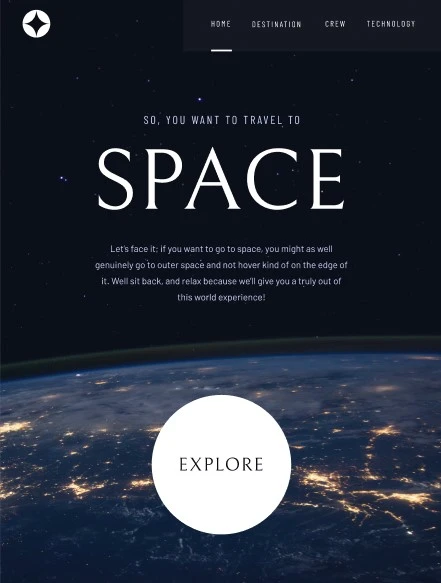 HOME DESTINATION CREW TECHNOLOGY
SO, YOU WANT TO TRAVEL TO
SPACE
Let's face it; if you want to go to space, you might as well
genuinely go to outer space and not hover kind of on the edge of
it. Well sit back, and relax because we'll give you a truly out of
this world experience!
EXPLORE